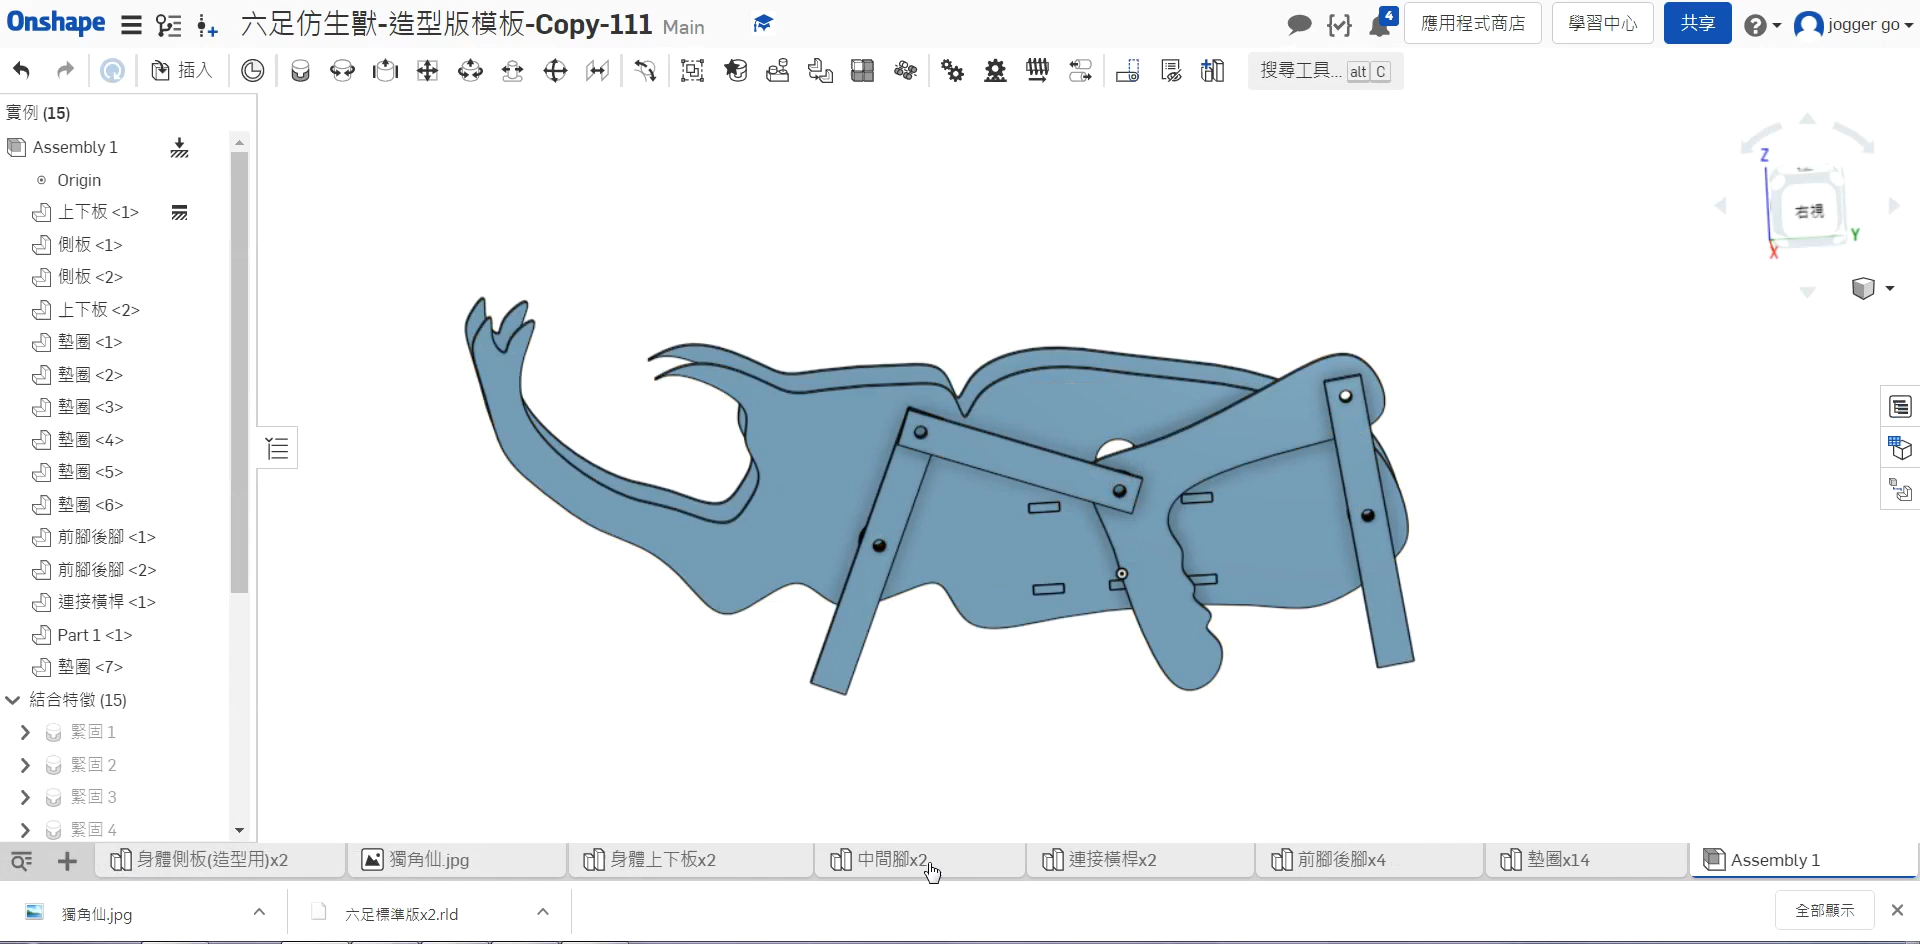 Onshape 六足仿生獸-造型版模板-Copy-111 Main 4 應用程式商店 學習中心 共享 jogger go
插入 搜尋工具... alt C
實例 (15)
Assembly 1
Origin
上下板 <1>
側板 <1>
側板 <2>
上下板 <2>
墊圈 <1>
墊圈 <2>
墊圈 <3>
墊圈 <4>
墊圈 <5>
墊圈 <6>
前腳後腳 <1>
前腳後腳 <2>
連接橫桿 <1>
Part 1 <1>
墊圈 <7>
結合特徵 (15)
緊固 1
緊固 2
緊固 3
緊固 4
Z
右視
Y
X
身體側板(造型用)x2 獨角仙.jpg 身體上下板x2 中間腳x2 連接橫桿x2 前腳後腳x4 墊圈x14 Assembly 1
獨角仙.jpg 六足標準版x2.rld 全部顯示